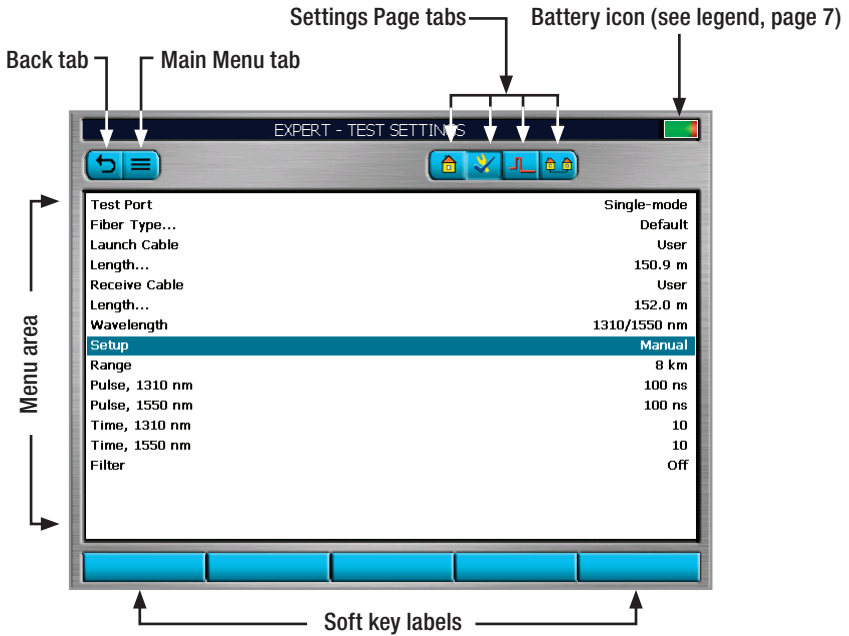 Settings Page tabs
Battery icon (see legend, page 7)
Back tab
Main Menu tab
EXPERT - TEST SETTINGS
Test Port Single-mode
Fiber Type... Default
Launch Cable User
Length... 150.9 m
Receive Cable User
Length... 152.0 m
Wavelength 1310/1550 nm
Setup Manual
Range 8 km
Pulse, 1310 nm 100 ns
Pulse, 1550 nm 100 ns
Time, 1310 nm 10
Time, 1550 nm 10
Filter Off
Menu area
Soft key labels